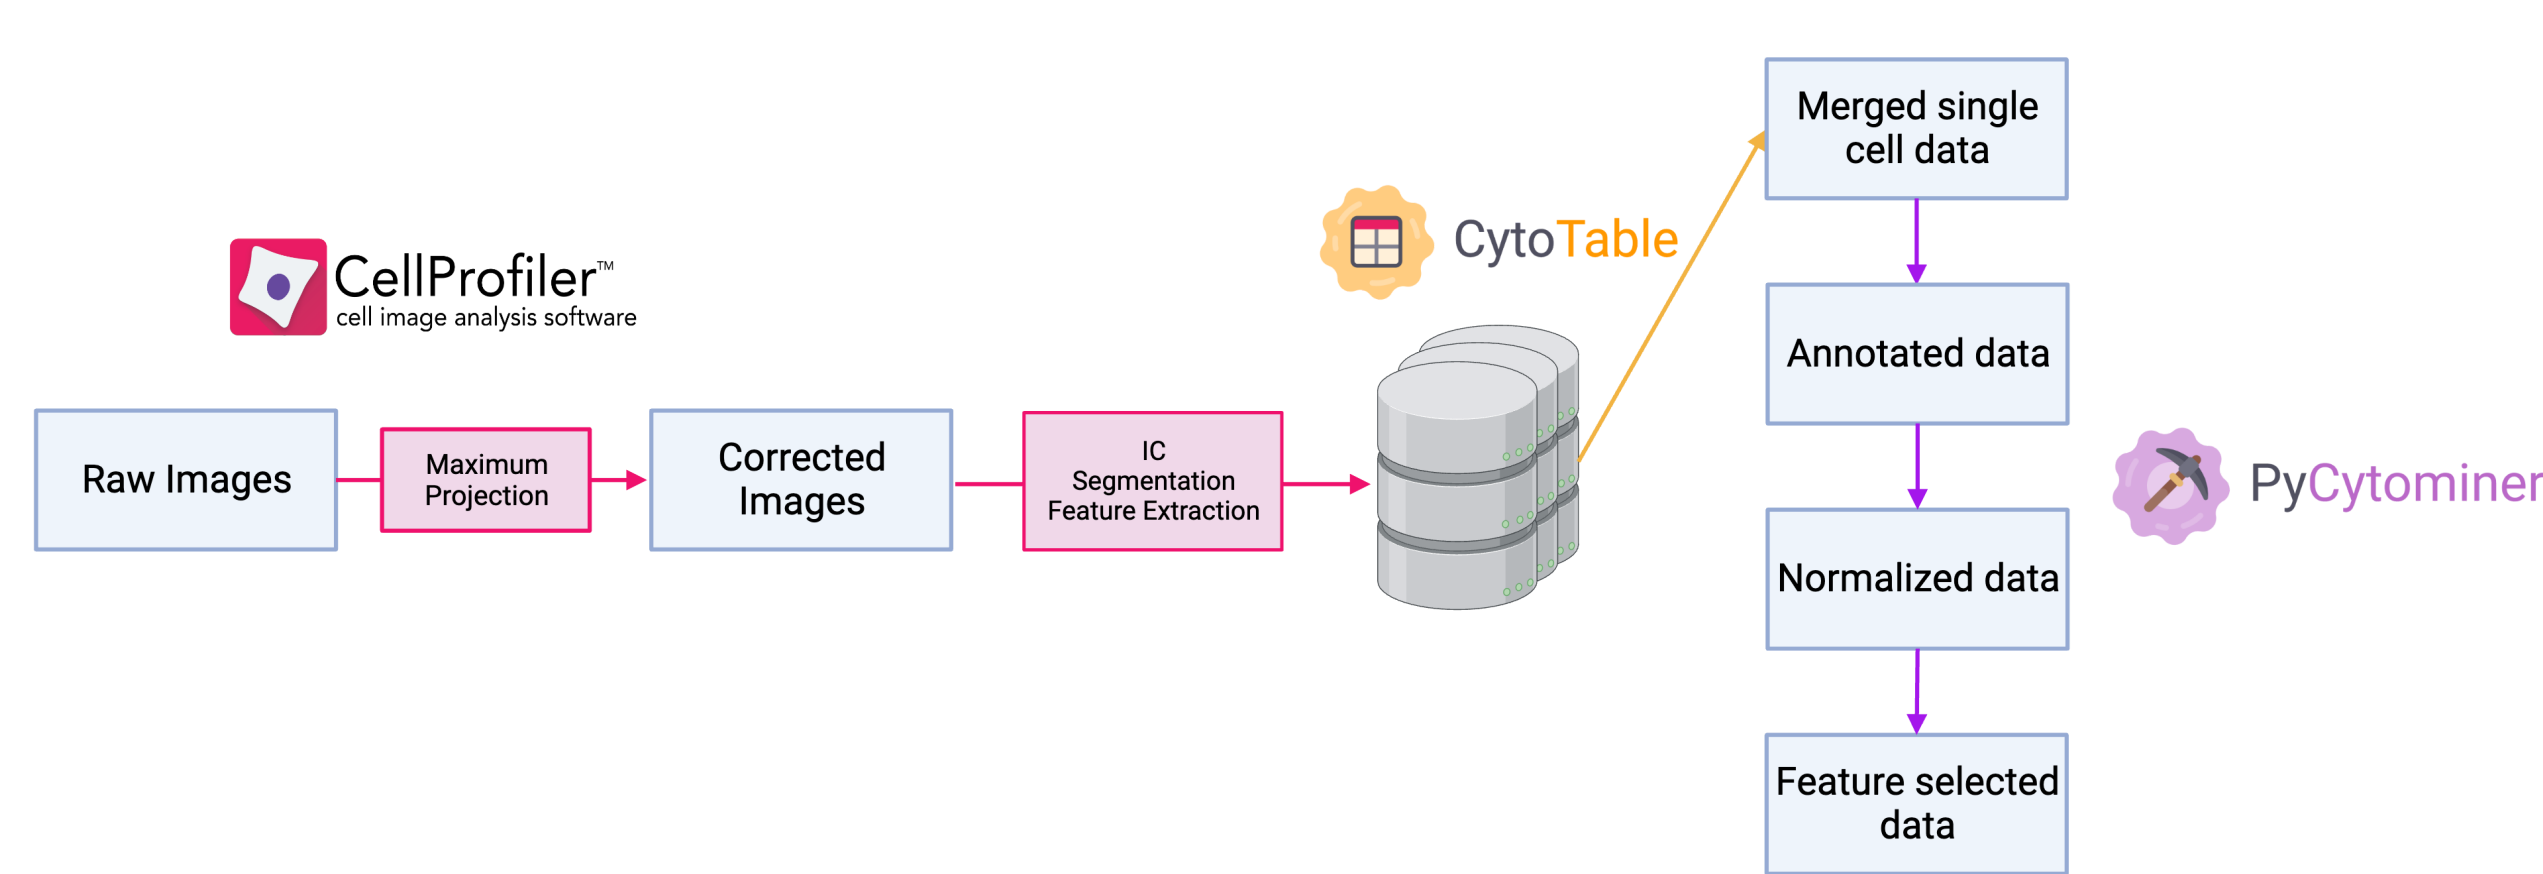 CellProfiler™
cell image analysis software
Raw Images
Maximum
Projection
Corrected
Images
IC
Segmentation
Feature Extraction
CytoTable
Merged single
cell data
Annotated data
Normalized data
Feature selected
data
PyCytominer